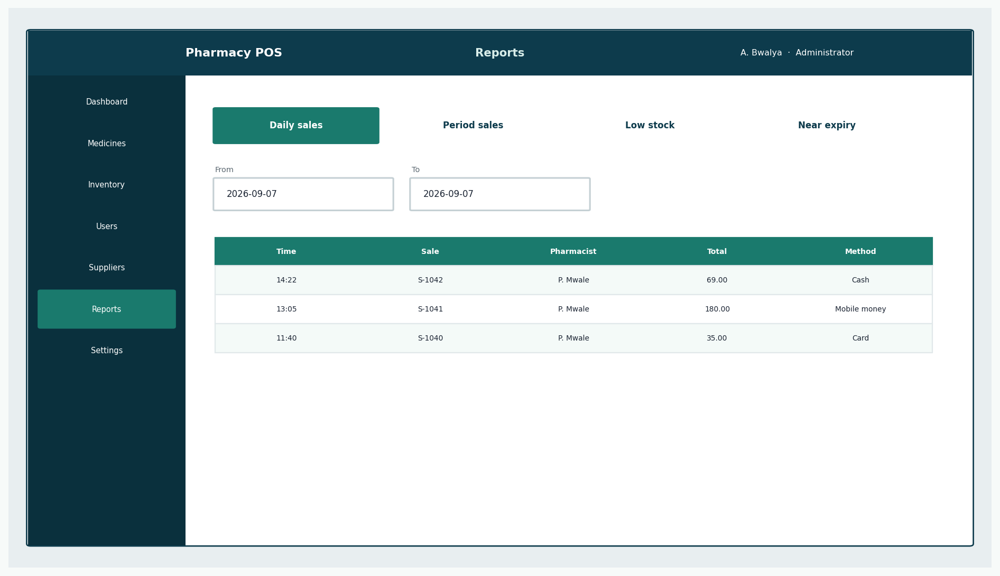 Pharmacy POS
Reports
A. Bwalya · Administrator
Dashboard
Medicines
Inventory
Users
Suppliers
Reports
Settings
Daily sales
Period sales
Low stock
Near expiry
From
To
2026-09-07
2026-09-07
Time Sale Pharmacist Total Method
14:22 S-1042 P. Mwale 69.00 Cash
13:05 S-1041 P. Mwale 180.00 Mobile money
11:40 S-1040 P. Mwale 35.00 Card